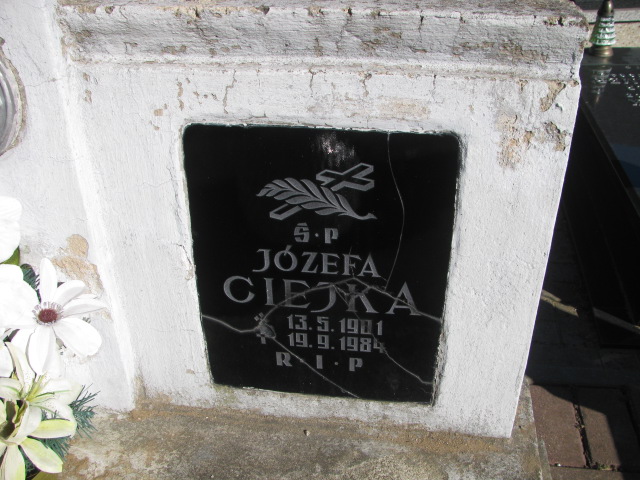 Ś.P
JÓZEFA
CIEJKA
* 13.5.1901
† 19.9.1984
R.I.P